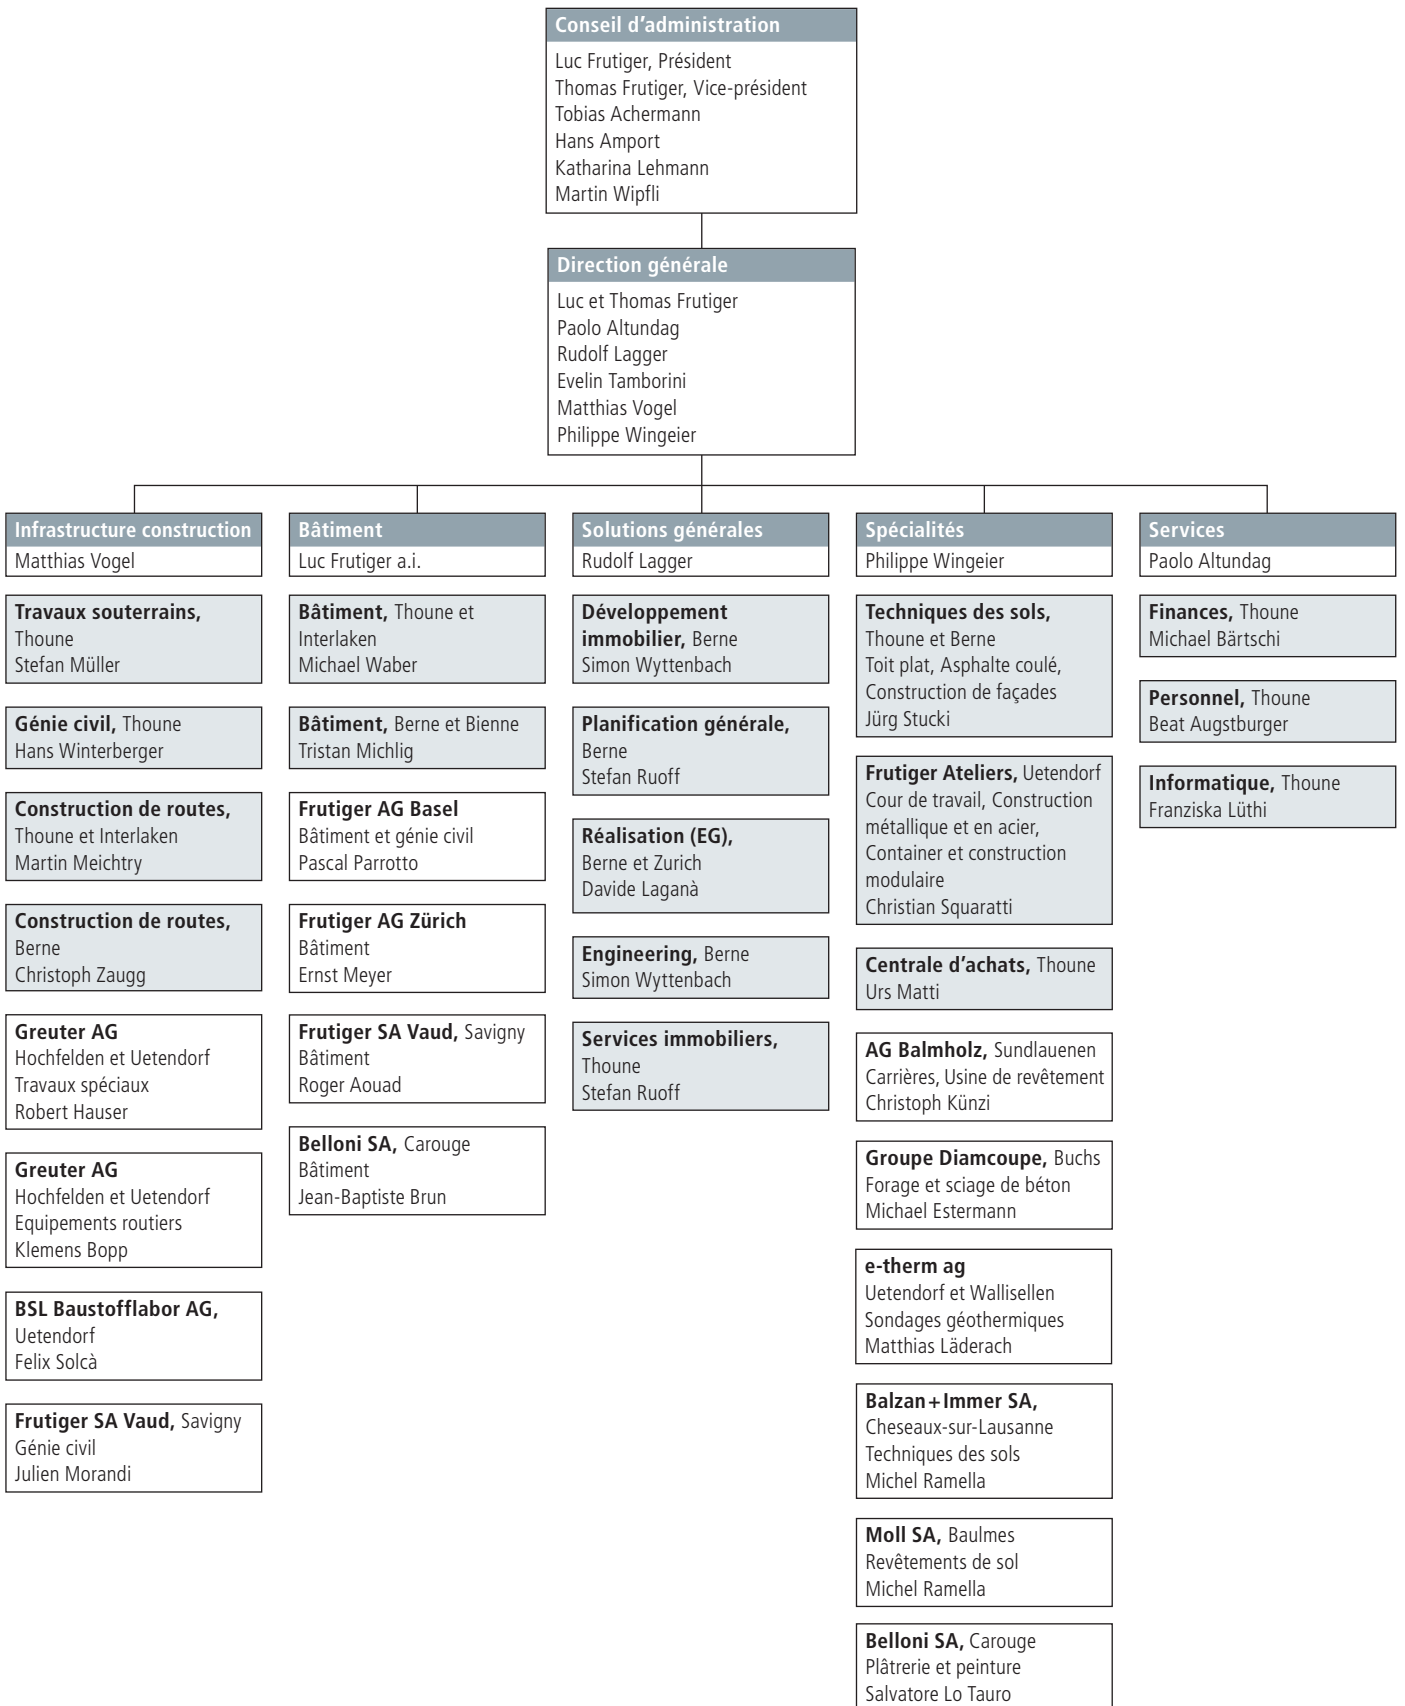 Conseil d'administration
Luc Frutiger, Président
Thomas Frutiger, Vice-président
Tobias Achermann
Hans Amport
Katharina Lehmann
Martin Wipfli
Direction générale
Luc et Thomas Frutiger
Paolo Altundag
Rudolf Lagger
Evelin Tamborini
Matthias Vogel
Philippe Wingeier
Infrastructure construction
Matthias Vogel
Travaux souterrains,
Thoune
Stefan Müller
Génie civil, Thoune
Hans Winterberger
Construction de routes,
Thoune et Interlaken
Martin Meichtry
Construction de routes,
Berne
Christoph Zaugg
Greuter AG
Hochfelden et Uetendorf
Travaux spéciaux
Robert Hauser
Greuter AG
Hochfelden et Uetendorf
Equipements routiers
Klemens Bopp
BSL Baustofflabor AG,
Uetendorf
Felix Solcà
Frutiger SA Vaud, Savigny
Génie civil
Julien Morandi
Bâtiment
Luc Frutiger a.i.
Bâtiment, Thoune et
Interlaken
Michael Waber
Bâtiment, Berne et Bienne
Tristan Michlig
Frutiger AG Basel
Bâtiment et génie civil
Pascal Parrotto
Frutiger AG Zürich
Bâtiment
Ernst Meyer
Frutiger SA Vaud, Savigny
Bâtiment
Roger Aouad
Belloni SA, Carouge
Bâtiment
Jean-Baptiste Brun
Solutions générales
Rudolf Lagger
Développement
immobilier, Berne
Simon Wyttenbach
Planification générale,
Berne
Stefan Ruoff
Réalisation (EG),
Berne et Zurich
Davide Laganà
Engineering, Berne
Simon Wyttenbach
Services immobiliers,
Thoune
Stefan Ruoff
Spécialités
Philippe Wingeier
Techniques des sols,
Thoune et Berne
Toit plat, Asphalte coulé,
Construction de façades
Jürg Stucki
Frutiger Ateliers, Uetendorf
Cour de travail, Construction
métallique et en acier,
Container et construction
modulaire
Christian Squaratti
Centrale d'achats, Thoune
Urs Matti
AG Balmholz, Sundlauenen
Carrières, Usine de revêtement
Christoph Künzi
Groupe Diamcoupe, Buchs
Forage et sciage de béton
Michael Estermann
e-therm ag
Uetendorf et Wallisellen
Sondages géothermiques
Matthias Läderach
Balzan+Immer SA,
Cheseaux-sur-Lausanne
Techniques des sols
Michel Ramella
Moll SA, Baulmes
Revêtements de sol
Michel Ramella
Belloni SA, Carouge
Plâtrerie et peinture
Salvatore Lo Tauro
Services
Paolo Altundag
Finances, Thoune
Michael Bärtschi
Personnel, Thoune
Beat Augstburger
Informatique, Thoune
Franziska Lüthi